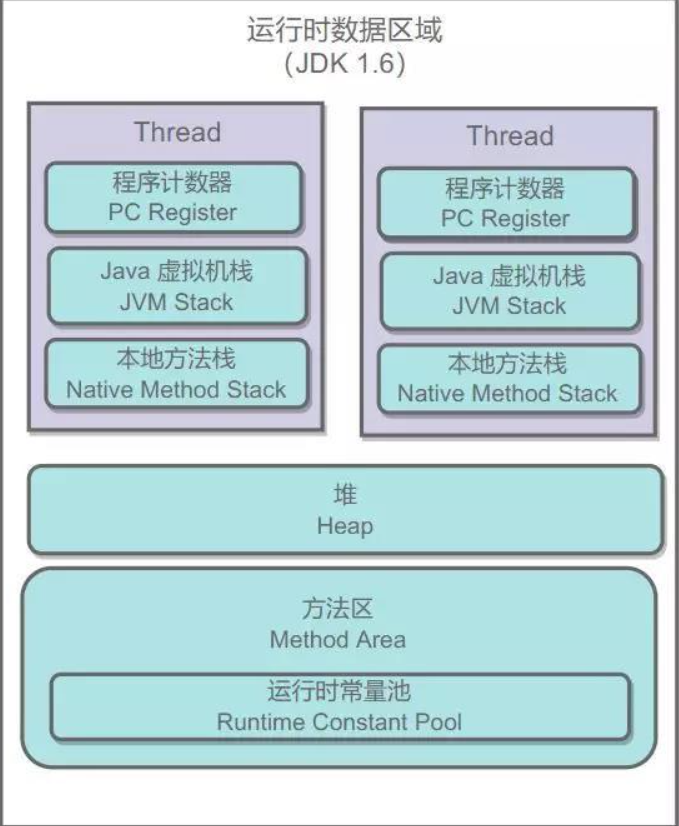 运行时数据区域
（JDK 1.6）
Thread
程序计数器
PC Register
Java 虚拟机栈
JVM Stack
本地方法栈
Native Method Stack
Thread
程序计数器
PC Register
Java 虚拟机栈
JVM Stack
本地方法栈
Native Method Stack
堆
Heap
方法区
Method Area
运行时常量池
Runtime Constant Pool